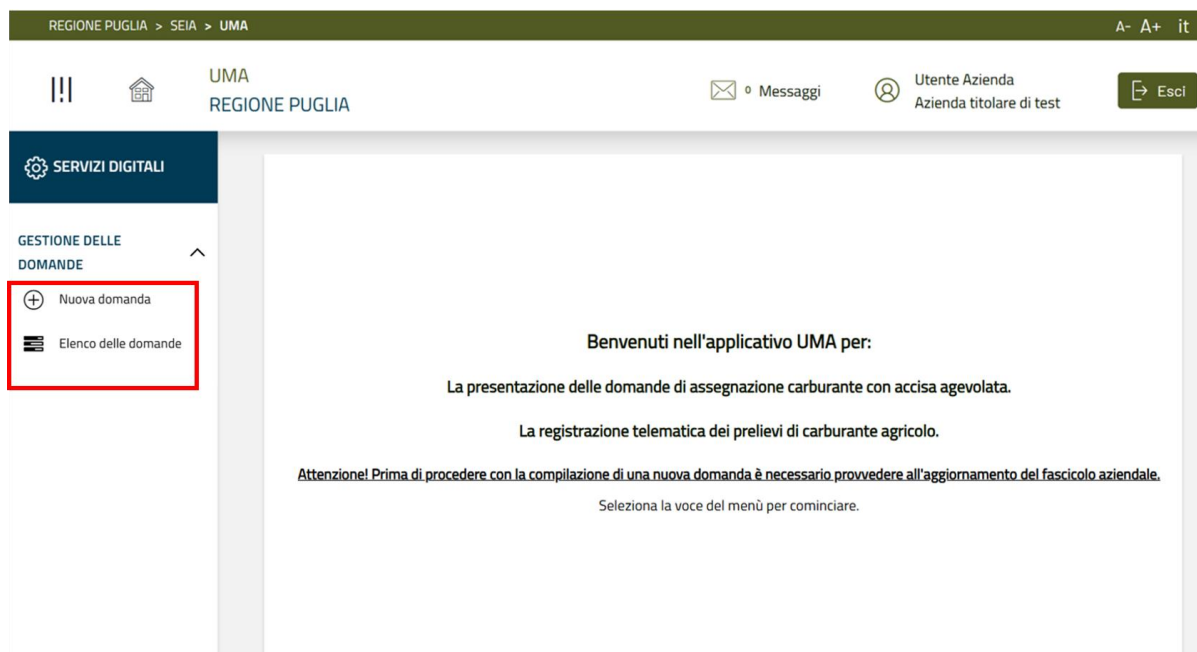 REGIONE PUGLIA > SEIA > UMA
A- A+ it
UMA
REGIONE PUGLIA
0 Messaggi
Utente Azienda
Azienda titolare di test
Esci
SERVIZI DIGITALI
GESTIONE DELLE
DOMANDE
Nuova domanda
Elenco delle domande
Benvenuti nell'applicativo UMA per:
La presentazione delle domande di assegnazione carburante con accisa agevolata.
La registrazione telematica dei prelievi di carburante agricolo.
Attenzione! Prima di procedere con la compilazione di una nuova domanda è necessario provvedere all'aggiornamento del fascicolo aziendale.
Seleziona la voce del menù per cominciare.